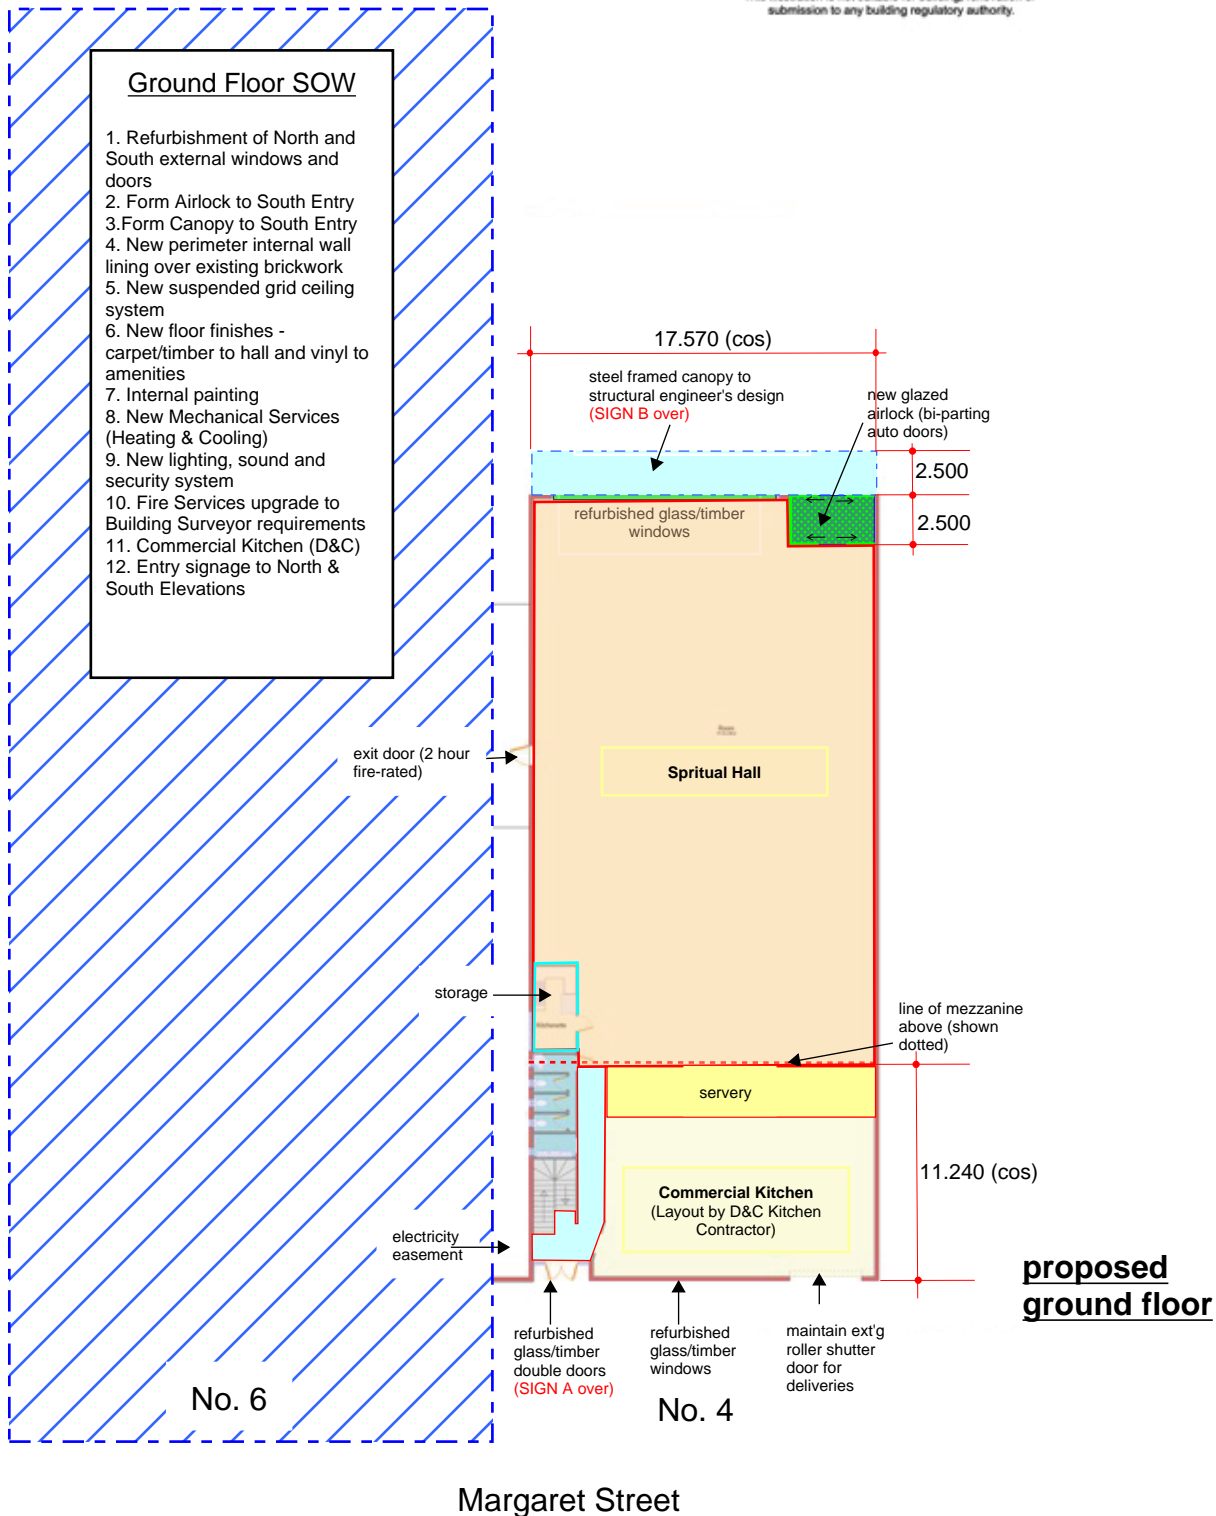 submission to any building regulatory authority.
Ground Floor SOW
1. Refurbishment of North and
South external windows and
doors
2. Form Airlock to South Entry
3.Form Canopy to South Entry
4. New perimeter internal wall
lining over existing brickwork
5. New suspended grid ceiling
system
6. New floor finishes -
carpet/timber to hall and vinyl to
amenities
7. Internal painting
8. New Mechanical Services
(Heating & Cooling)
9. New lighting, sound and
security system
10. Fire Services upgrade to
Building Surveyor requirements
11. Commercial Kitchen (D&C)
12. Entry signage to North &
South Elevations
17.570 (cos)
steel framed canopy to
structural engineer's design
(SIGN B over)
new glazed
airlock (bi-parting
auto doors)
2.500
2.500
refurbished glass/timber
windows
exit door (2 hour
fire-rated)
Room
Spritual Hall
storage
Kitchenette
line of mezzanine
above (shown
dotted)
servery
11.240 (cos)
Commercial Kitchen
(Layout by D&C Kitchen
Contractor)
electricity
easement
proposed
ground floor
refurbished
glass/timber
double doors
(SIGN A over)
refurbished
glass/timber
windows
maintain ext'g
roller shutter
door for
deliveries
No. 6
No. 4
Margaret Street